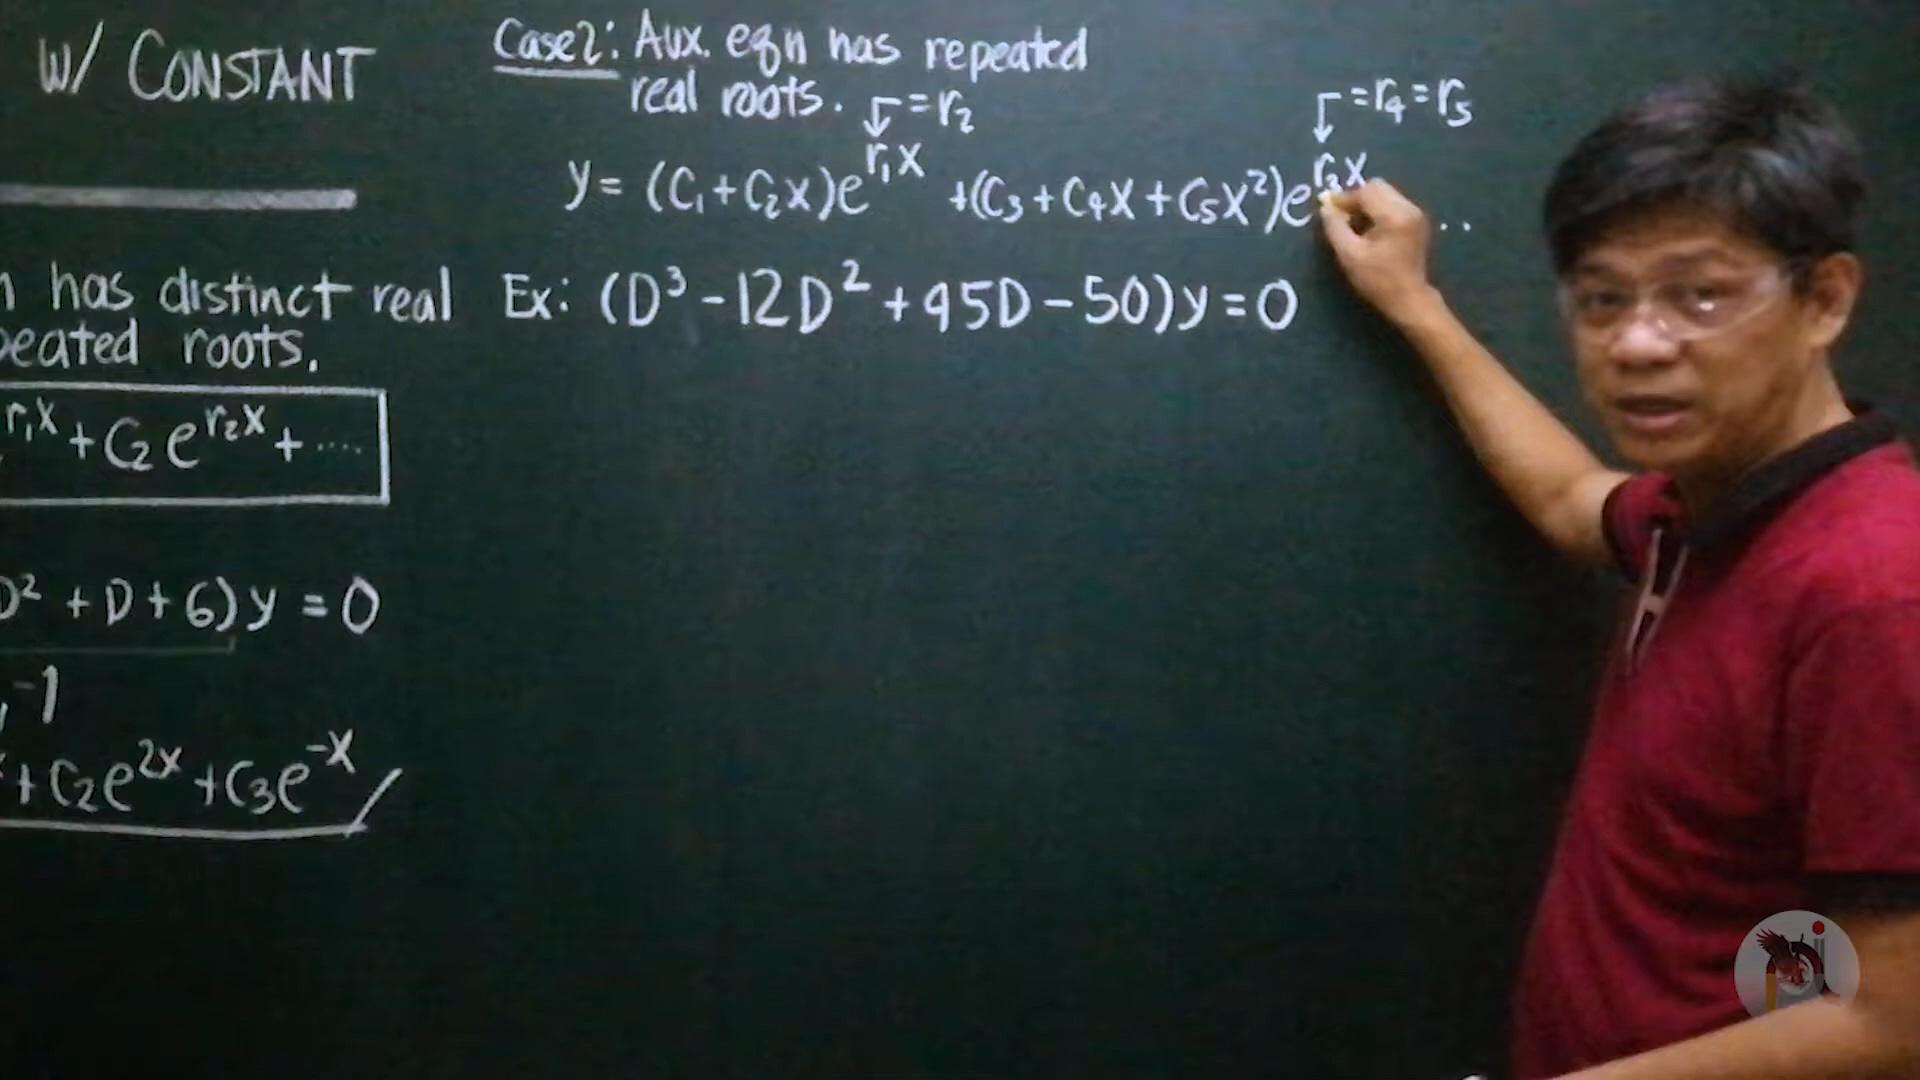 W/ CONSTANT
n has distinct real
peated roots.
r₁x + C₂ e^r₂x + ....
D² + D + 6) y = 0
, -1
+ C₂e^2x + C₃e^-x
Case 2: Aux. eqn has repeated
real roots.
= r₂
= r₄ = r₅
y = (C₁ + C₂x)e^r₁x + (C₃ + C₄x + C₅x²)e^r₃x ..
Ex: (D³ - 12D² + 45D - 50)y = 0